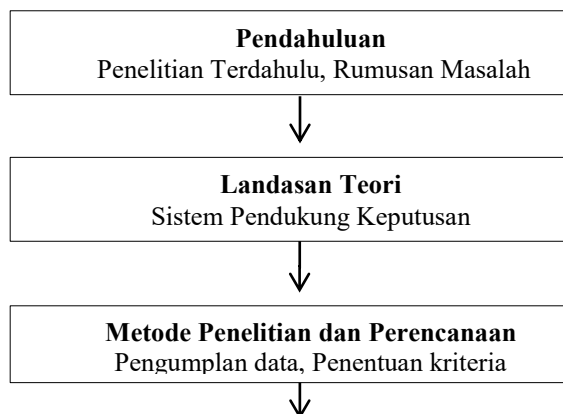 Pendahuluan
Penelitian Terdahulu, Rumusan Masalah
Landasan Teori
Sistem Pendukung Keputusan
Metode Penelitian dan Perencanaan
Pengumplan data, Penentuan kriteria